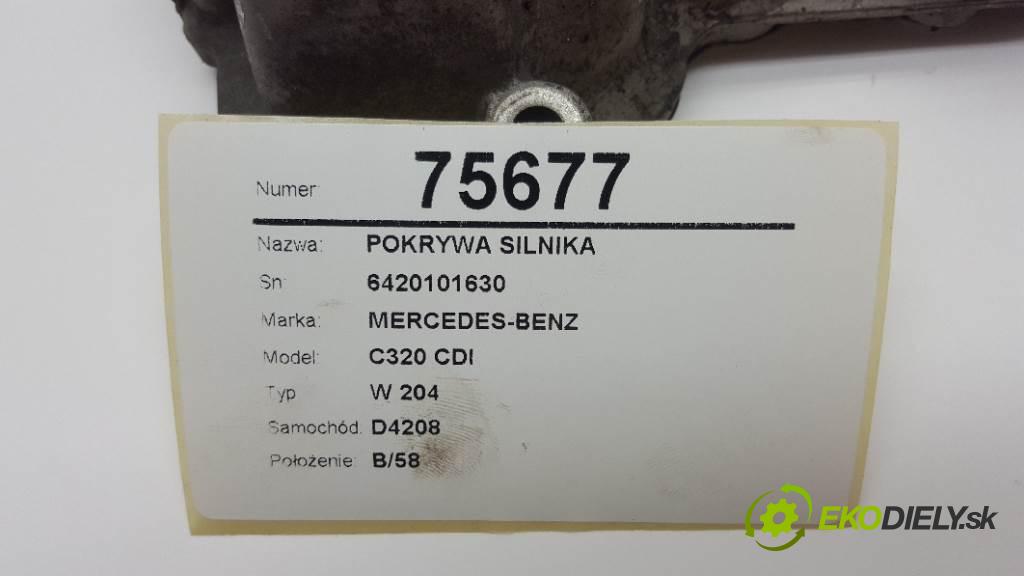 Numer: 75677
Nazwa: POKRYWA SILNIKA
Sn: 6420101630
Marka: MERCEDES-BENZ
Model: C320 CDI
Typ W 204
Samochód: D4208
Położenie: B/58
EKODIELY.sk